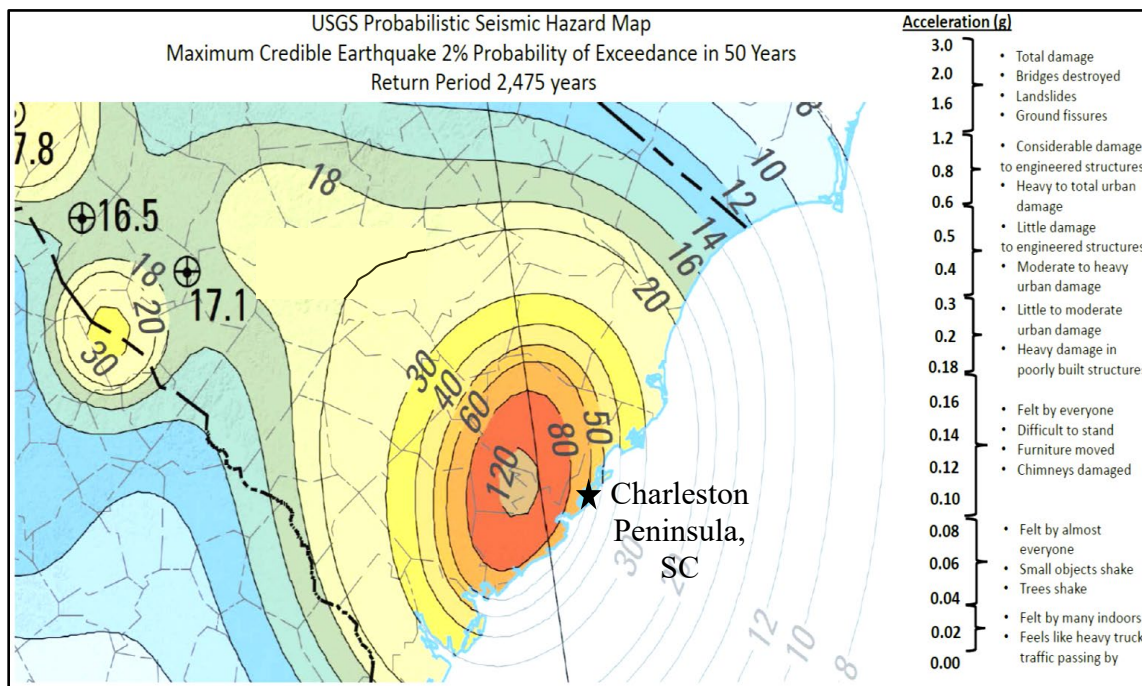 USGS Probabilistic Seismic Hazard Map
Maximum Credible Earthquake 2% Probability of Exceedance in 50 Years
Return Period 2,475 years
7.8
16.5
17.1
18
18
20
30
8
10
12
14
16
20
30
40
60
50
80
120
Charleston
Peninsula,
SC
30
12
10
8
Acceleration (g)
3.0
2.0
1.6
1.2
0.8
0.6
0.5
0.4
0.3
0.2
0.18
0.16
0.14
0.12
0.10
0.08
0.06
0.04
0.02
0.00
• Total damage
• Bridges destroyed
• Landslides
• Ground fissures
• Considerable damage
to engineered structures
• Heavy to total urban
damage
• Little damage
to engineered structures
• Moderate to heavy
urban damage
• Little to moderate
urban damage
• Heavy damage in
poorly built structures
• Felt by everyone
• Difficult to stand
• Furniture moved
• Chimneys damaged
• Felt by almost
everyone
• Small objects shake
• Trees shake
• Felt by many indoors
• Feels like heavy truck
traffic passing by